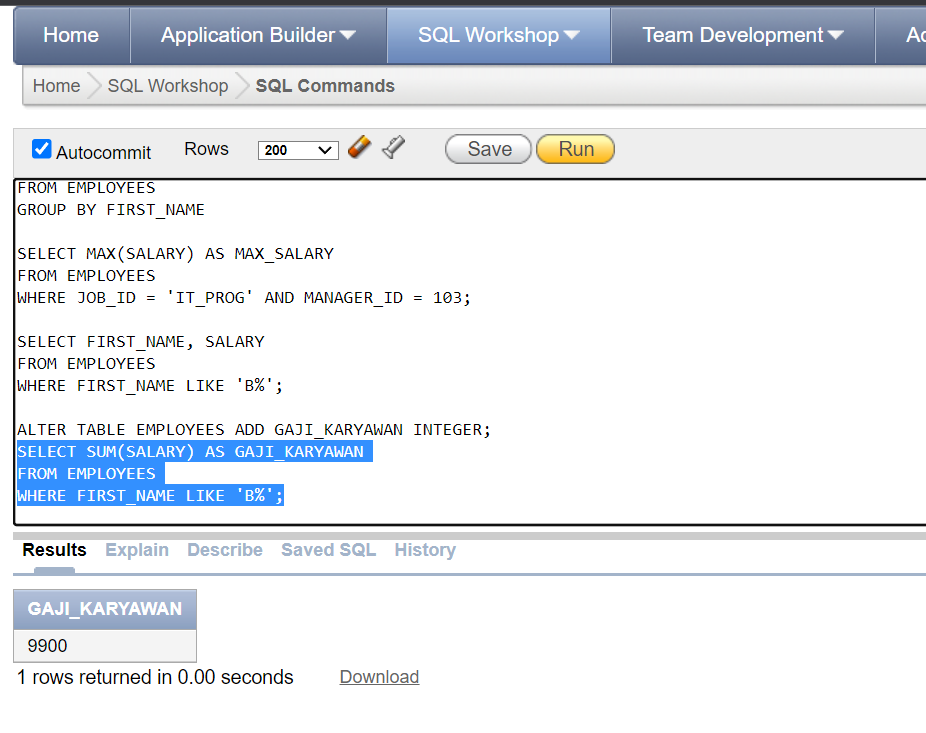 Home Application Builder SQL Workshop Team Development
Home SQL Workshop SQL Commands
Autocommit Rows 200 Save Run
FROM EMPLOYEES
GROUP BY FIRST_NAME
SELECT MAX(SALARY) AS MAX_SALARY
FROM EMPLOYEES
WHERE JOB_ID = 'IT_PROG' AND MANAGER_ID = 103;
SELECT FIRST_NAME, SALARY
FROM EMPLOYEES
WHERE FIRST_NAME LIKE 'B%';
ALTER TABLE EMPLOYEES ADD GAJI_KARYAWAN INTEGER;
SELECT SUM(SALARY) AS GAJI_KARYAWAN
FROM EMPLOYEES
WHERE FIRST_NAME LIKE 'B%';
Results Explain Describe Saved SQL History
GAJI_KARYAWAN
9900
1 rows returned in 0.00 seconds Download